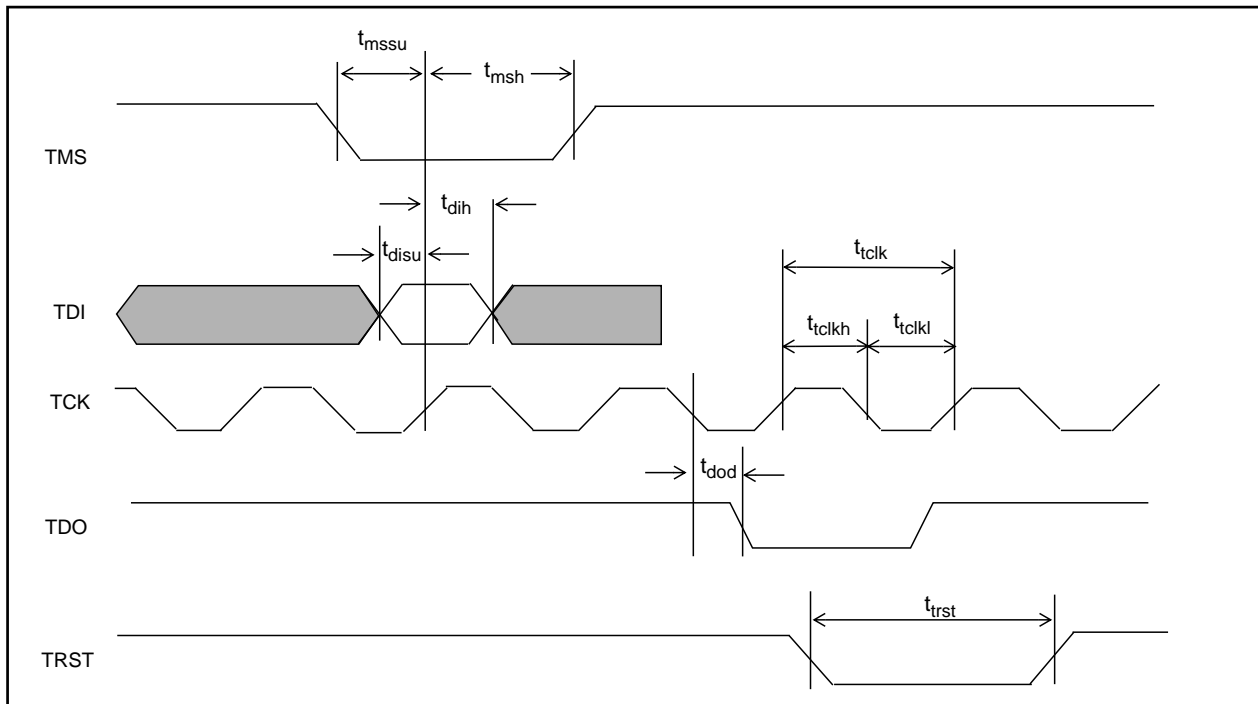 tmssu
tmsh
TMS
tdih
tdisu
ttclk
TDI
ttclkh
ttclkl
TCK
tdod
TDO
ttrst
TRST